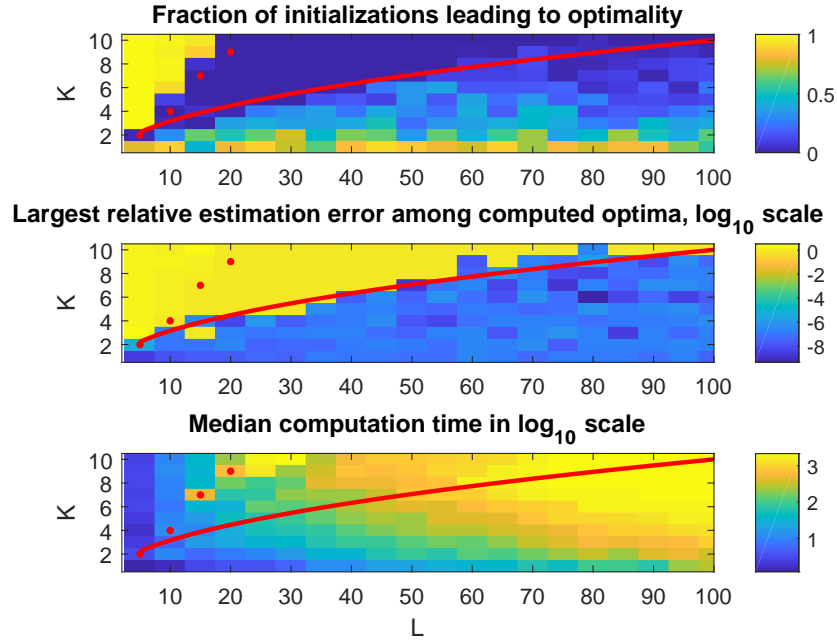 Fraction of initializations leading to optimality
10
8
6
4
2
K
10 20 30 40 50 60 70 80 90 100
1
0.5
0
Largest relative estimation error among computed optima, log10 scale
10
8
6
4
2
K
10 20 30 40 50 60 70 80 90 100
0
-2
-4
-6
-8
Median computation time in log10 scale
10
8
6
4
2
K
10 20 30 40 50 60 70 80 90 100
L
3
2
1